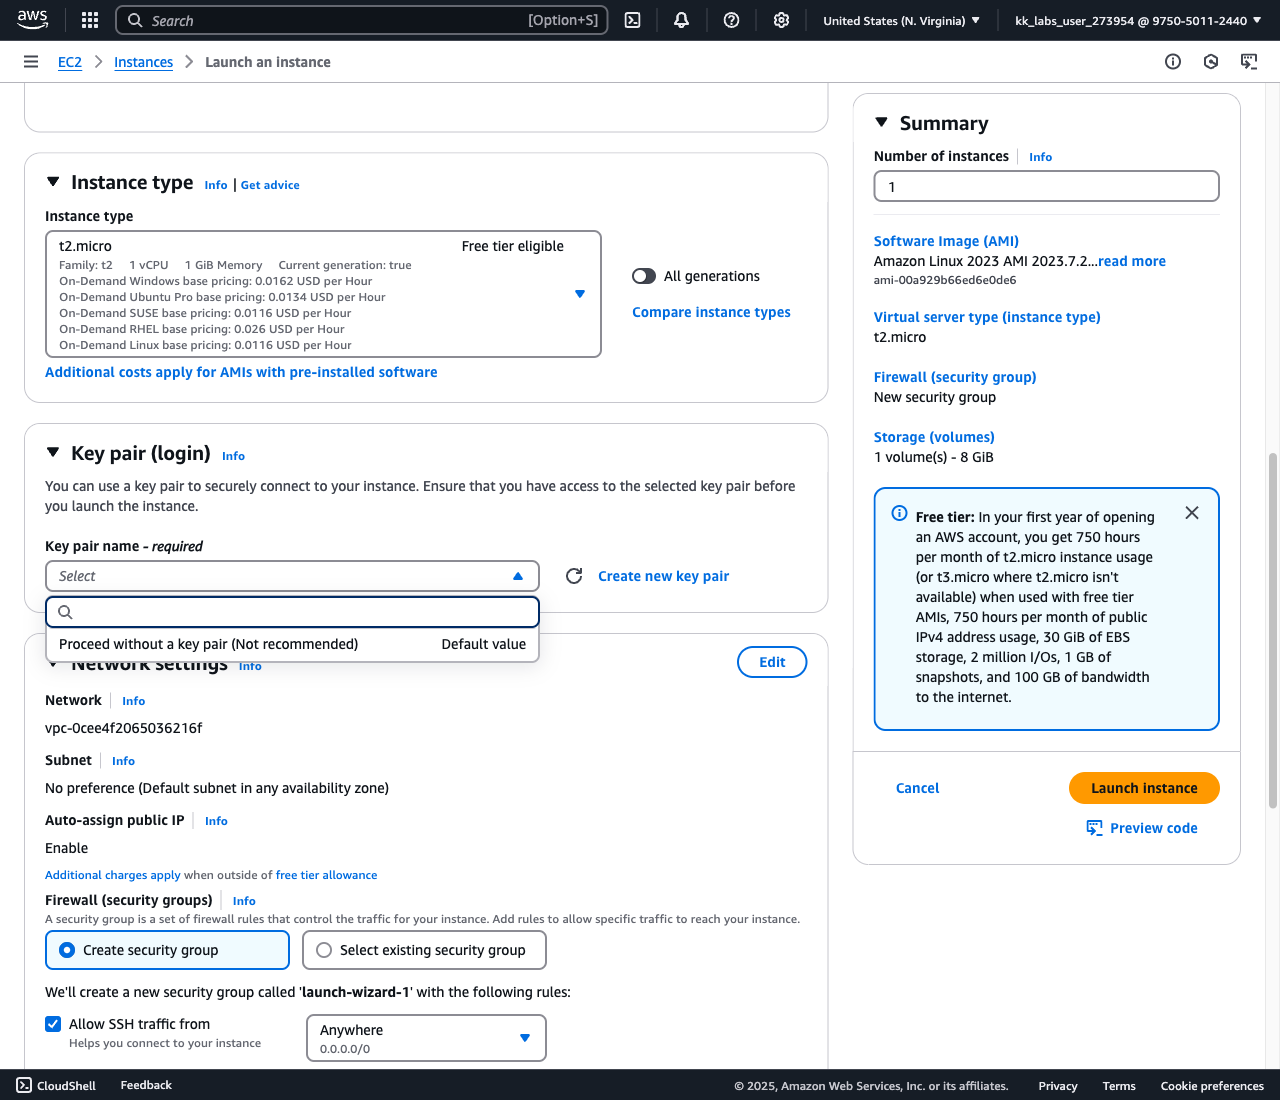 aws
Search [Option+S]
United States (N. Virginia)
kk_labs_user_273954 @ 9750-5011-2440
EC2
Instances
Launch an instance
Instance type
Info | Get advice
Instance type
t2.micro
Free tier eligible
Family: t2 1 vCPU 1 GiB Memory Current generation: true
On-Demand Windows base pricing: 0.0162 USD per Hour
On-Demand Ubuntu Pro base pricing: 0.0134 USD per Hour
On-Demand SUSE base pricing: 0.0116 USD per Hour
On-Demand RHEL base pricing: 0.026 USD per Hour
On-Demand Linux base pricing: 0.0116 USD per Hour
All generations
Compare instance types
Additional costs apply for AMIs with pre-installed software
Key pair (login)
Info
You can use a key pair to securely connect to your instance. Ensure that you have access to the selected key pair before
you launch the instance.
Key pair name - required
Select
Create new key pair
Proceed without a key pair (Not recommended)
Default value
Network settings
Info
Edit
Network
Info
vpc-0cee4f2065036216f
Subnet
Info
No preference (Default subnet in any availability zone)
Auto-assign public IP
Info
Enable
Additional charges apply when outside of free tier allowance
Firewall (security groups)
Info
A security group is a set of firewall rules that control the traffic for your instance. Add rules to allow specific traffic to reach your instance.
Create security group
Select existing security group
We'll create a new security group called 'launch-wizard-1' with the following rules:
Allow SSH traffic from
Helps you connect to your instance
Anywhere
0.0.0.0/0
Summary
Number of instances
Info
1
Software Image (AMI)
Amazon Linux 2023 AMI 2023.7.2...read more
ami-00a929b66ed6e0de6
Virtual server type (instance type)
t2.micro
Firewall (security group)
New security group
Storage (volumes)
1 volume(s) - 8 GiB
Free tier: In your first year of opening
an AWS account, you get 750 hours
per month of t2.micro instance usage
(or t3.micro where t2.micro isn't
available) when used with free tier
AMIs, 750 hours per month of public
IPv4 address usage, 30 GiB of EBS
storage, 2 million I/Os, 1 GB of
snapshots, and 100 GB of bandwidth
to the internet.
Cancel
Launch instance
Preview code
CloudShell
Feedback
© 2025, Amazon Web Services, Inc. or its affiliates.
Privacy
Terms
Cookie preferences